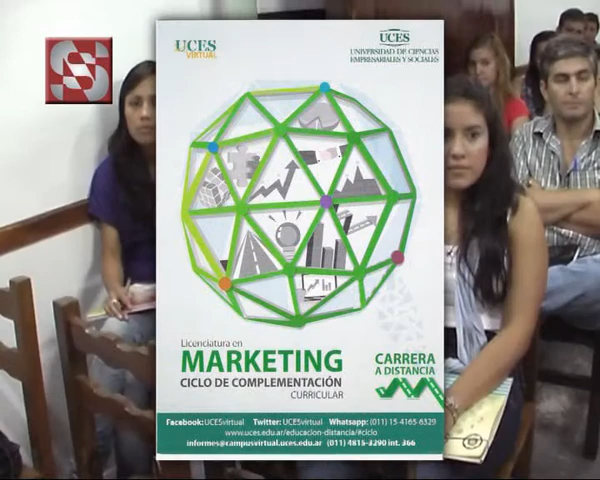 UCES
VIRTUAL
UCES
UNIVERSIDAD DE CIENCIAS
EMPRESARIALES Y SOCIALES
Licenciatura en
MARKETING
CICLO DE COMPLEMENTACIÓN
CURRICULAR
CARRERA
A DISTANCIA
Facebook:UCESvirtual Twitter: UCESvirtual Whatsapp: (011) 15-4165-6329
www.uces.edu.ar/educacion-distancia/#ciclo
informes@campusvirtual.uces.edu.ar (011) 4815-3290 int. 366